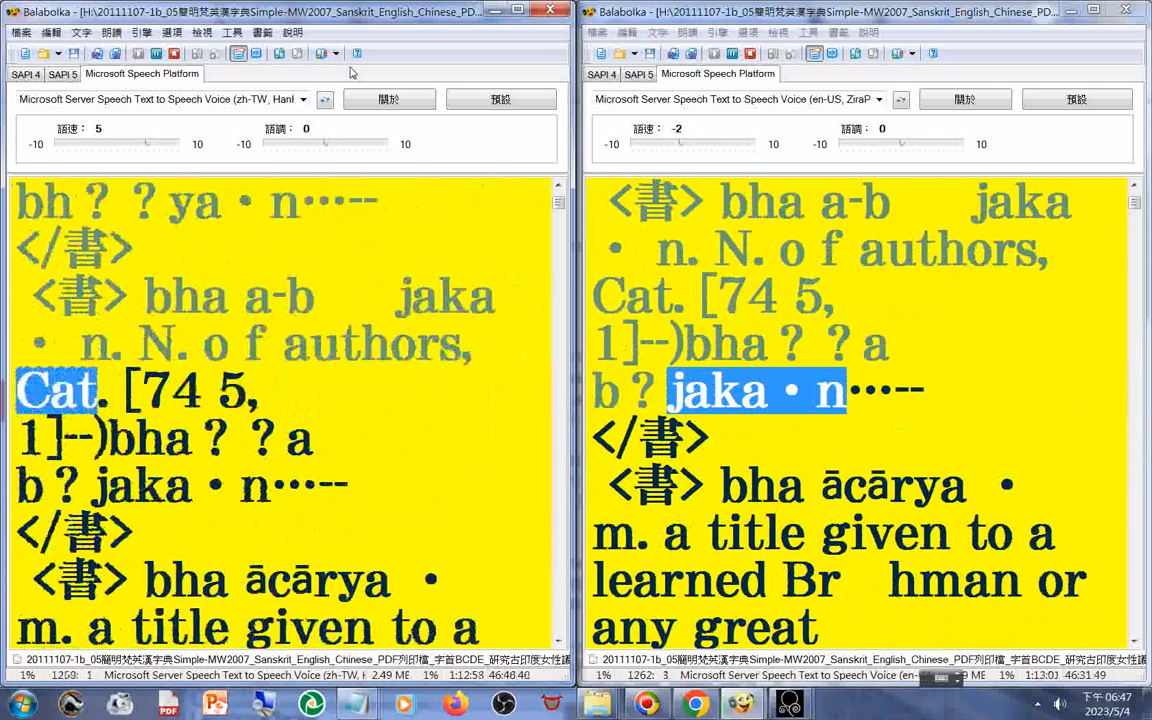 Balabolka - [H:\20111107-1b_05簡明梵英漢字典Simple-MW2007_Sanskrit_English_Chinese_PD...
檔案 編輯 文字 朗讀 引擎 選項 檢視 工具 書籤 說明
SAPI 4 SAPI 5 Microsoft Speech Platform
Microsoft Server Speech Text to Speech Voice (zh-TW, HanH 關於 預設
語速： 5 語調： 0
-10 10 -10 10
bh？？ya・n…--
</書>
<書> bha a-b jaka
・ n. N. o f authors,
Cat. [74 5,
1]--)bha？？a
b？jaka・n…--
</書>
<書> bha ācārya ・
m. a title given to a
20111107-1b_05簡明梵英漢字典Simple-MW2007_Sanskrit_English_Chinese_PDF列印檔_字首BCDE_研究古印度女性議
1% 1259: 1 Microsoft Server Speech Text to Speech Voice (zh-TW, H 2.49 MB 1% 1:12:58 46:48:40
Balabolka - [H:\20111107-1b_05簡明梵英漢字典Simple-MW2007_Sanskrit_English_Chinese_PD...
檔案 編輯 文字 朗讀 引擎 選項 檢視 工具 書籤 說明
SAPI 4 SAPI 5 Microsoft Speech Platform
Microsoft Server Speech Text to Speech Voice (en-US, ZiraP 關於 預設
語速： -2 語調： 0
-10 10 -10 10
<書> bha a-b jaka
・ n. N. o f authors,
Cat. [74 5,
1]--)bha？？a
b？jaka・n…--
</書>
<書> bha ācārya ・
m. a title given to a
learned Br hman or
any great
20111107-1b_05簡明梵英漢字典Simple-MW2007_Sanskrit_English_Chinese_PDF列印檔_字首BCDE_研究古印度女性議
1% 1262: 3 Microsoft Server Speech Text to Speech Voice (en-U 9 MB 1% 1:13:0 46:31:49
下午 06:47
2023/5/4